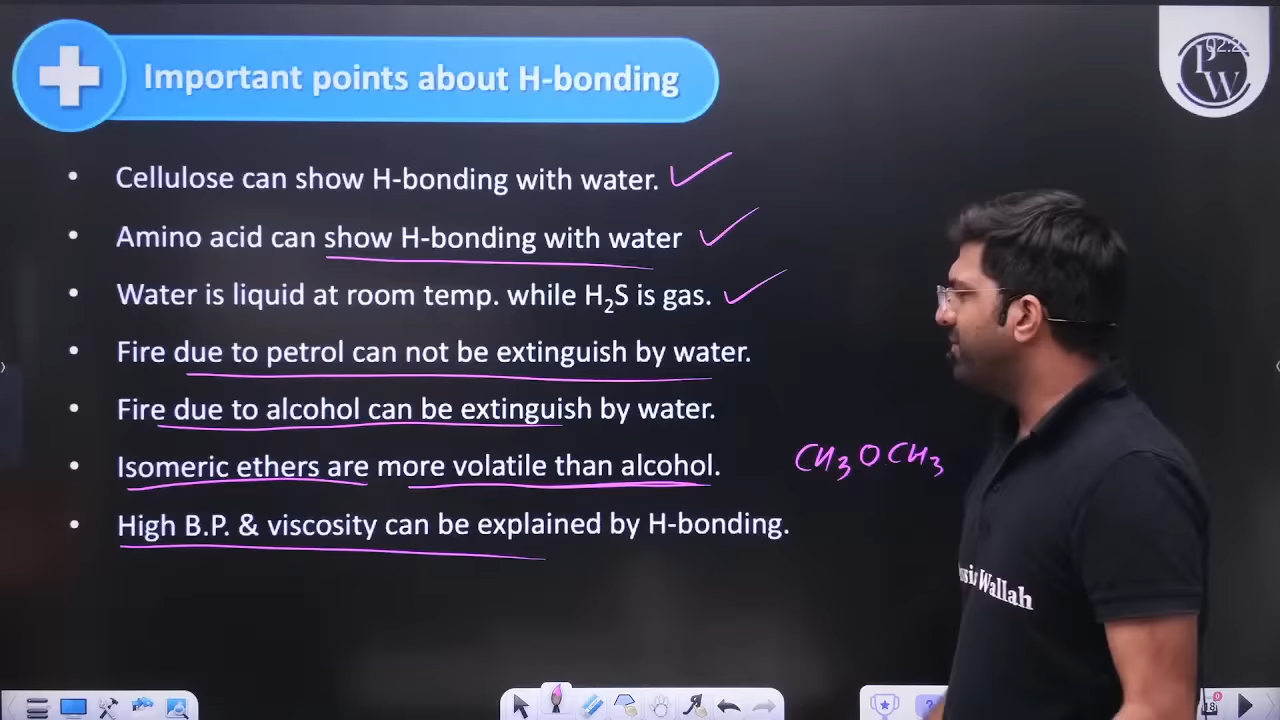 Important points about H-bonding
PW
• Cellulose can show H-bonding with water.
• Amino acid can show H-bonding with water
• Water is liquid at room temp. while H₂S is gas.
• Fire due to petrol can not be extinguish by water.
• Fire due to alcohol can be extinguish by water.
• Isomeric ethers are more volatile than alcohol.
CH₃OCH₃
• High B.P. & viscosity can be explained by H-bonding.
Wallah
18